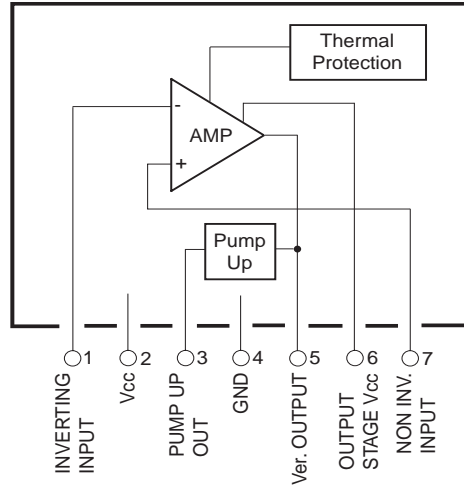 Thermal
Protection
-
AMP
+
Pump
Up
1
2
3
4
5
6
7
INVERTING
INPUT
Vcc
PUMP UP
OUT
GND
Ver. OUTPUT
OUTPUT
STAGE Vcc
NON INV.
INPUT